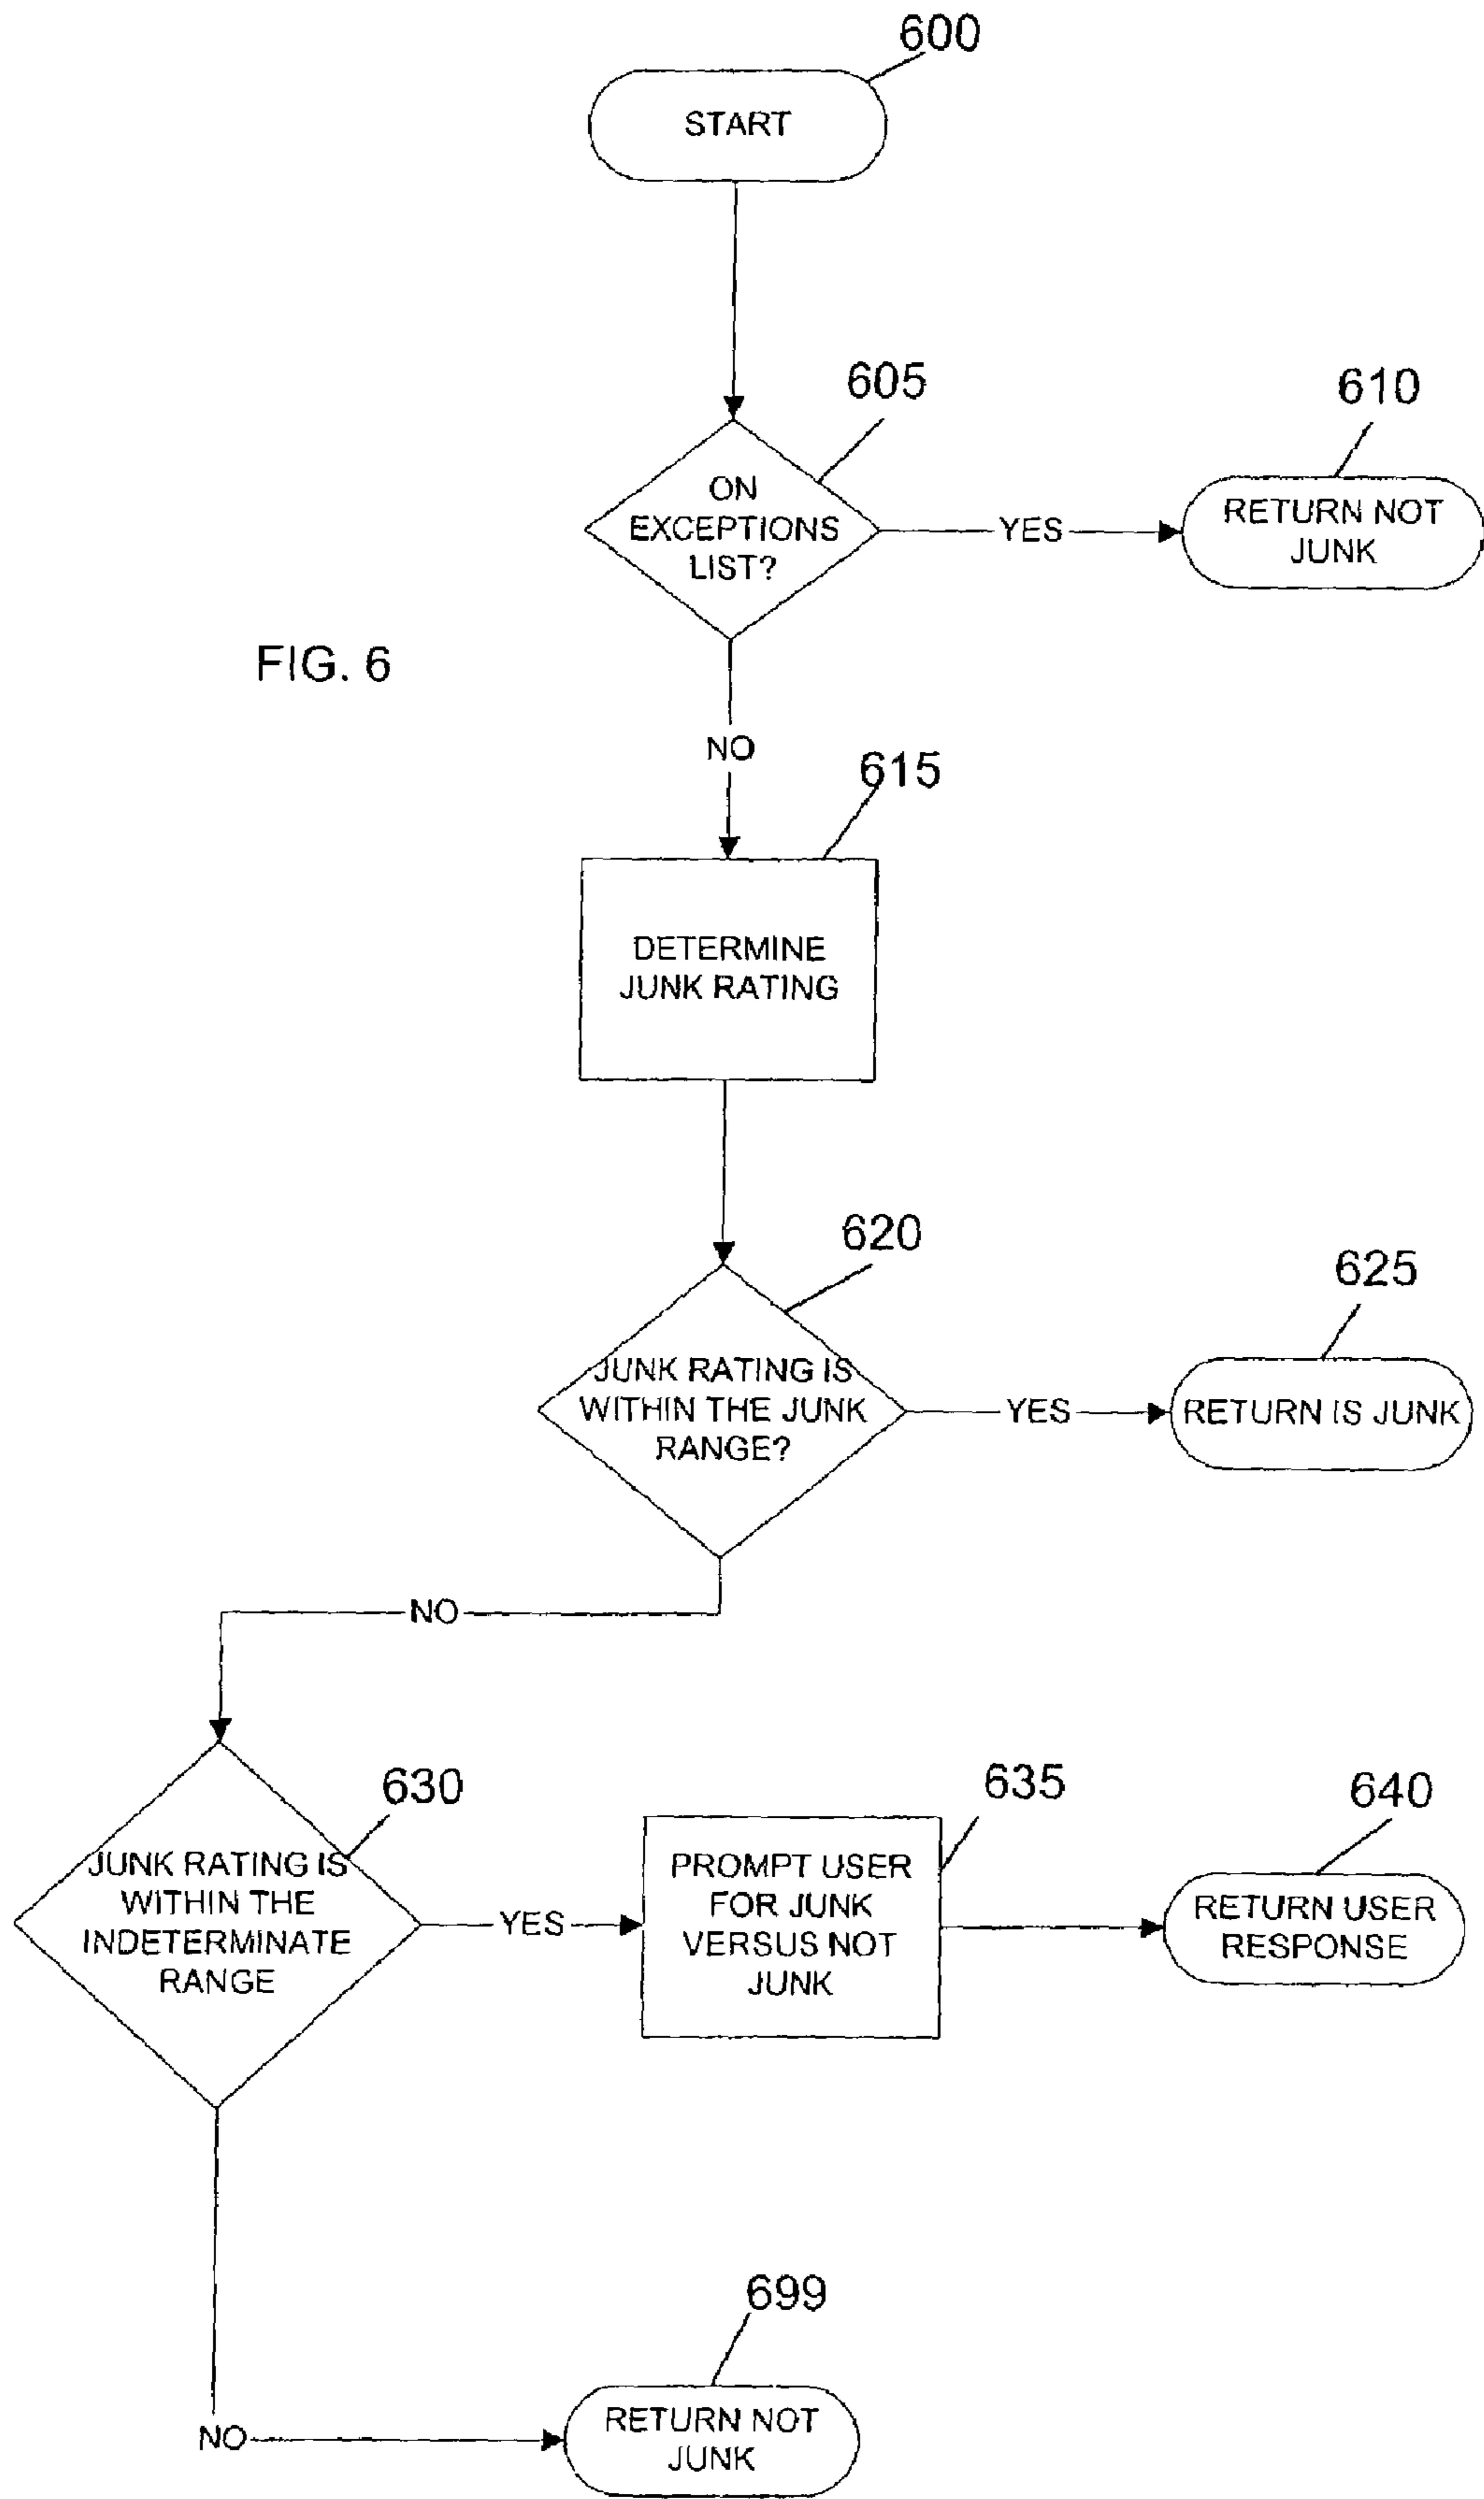 600
START
605
610
ON
EXCEPTIONS
LIST?
YES
RETURN NOT
JUNK
FIG. 6
NO
615
DETERMINE
JUNK RATING
620
625
JUNK RATING IS
WITHIN THE JUNK
RANGE?
YES
RETURN IS JUNK
NO
630
635
640
JUNK RATING IS
WITHIN THE
INDETERMINATE
RANGE
YES
PROMPT USER
FOR JUNK
VERSUS NOT
JUNK
RETURN USER
RESPONSE
699
NO
RETURN NOT
JUNK